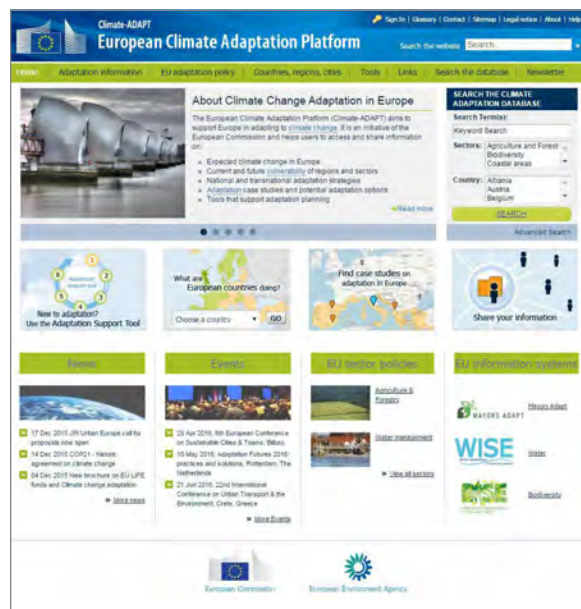 Sign In | Glossary | Contact | Sitemap | Legal notice | About | Help
Climate-ADAPT
European Climate Adaptation Platform
Search the website Search...
Home Adaptation information EU adaptation policy Countries, regions, cities Tools Links Search the database Newsletter
About Climate Change Adaptation in Europe
The European Climate Adaptation Platform (Climate-ADAPT) aims to
support Europe in adapting to climate change. It is an initiative of the
European Commission and helps users to access and share information
on:
Expected climate change in Europe
Current and future vulnerability of regions and sectors
National and transnational adaptation strategies
Adaptation case studies and potential adaptation options
Tools that support adaptation planning
Read more
SEARCH THE CLIMATE
ADAPTATION DATABASE
Search Term(s):
Keyword Search
Sectors: Agriculture and Forest
Biodiversity
Coastal areas
Country: Albania
Austria
Belgium
SEARCH
Advanced Search
1
6
5
4
Adaptation
support tool
New to adaptation?
Use the Adaptation Support Tool
What are
European countries doing?
Choose a country GO
Find case studies on
adaptation in Europe ...
Share your information
News
17 Dec 2015 JPI Urban Europe call for
proposals now open
14 Dec 2015 COP21 - historic
agreement on climate change
04 Dec 2015 New brochure on EU LIFE
funds and Climate change adaptation
More news
Events
Conference
on Sustainable Cities & Towns, Bilbao
10 May 2016, Adaptation Futures 2016:
practices and solutions, Rotterdam, The
Netherlands
21 Jun 2016, 22nd International
Conference on Urban Transport & the
Environment, Crete, Greece
More Events
EU sector policies
Agriculture &
Forestry
Water management
View all sectors
EU information systems
MAYORS ADAPT Mayors Adapt
WISE Water
Biodiversity
European Commission
European Environment Agency